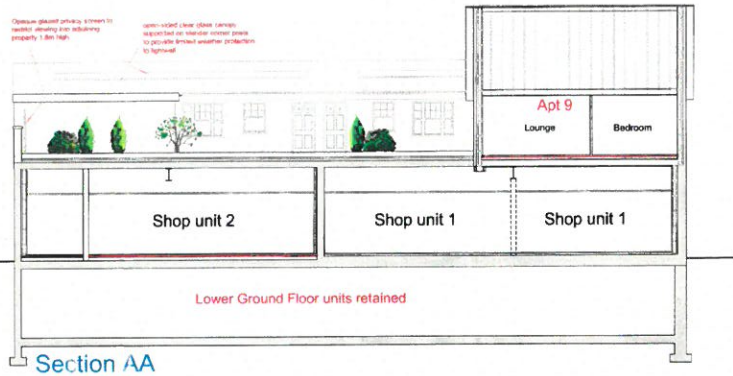 Opaque glazed privacy screen to
restrict viewing into adjoining
property 1.8m high
open-sided clear glass canopy
supported on slender corner posts
to provide limited weather protection
to lightwell
Apt 9
Lounge
Bedroom
Shop unit 2
Shop unit 1
Shop unit 1
Lower Ground Floor units retained
Section AA